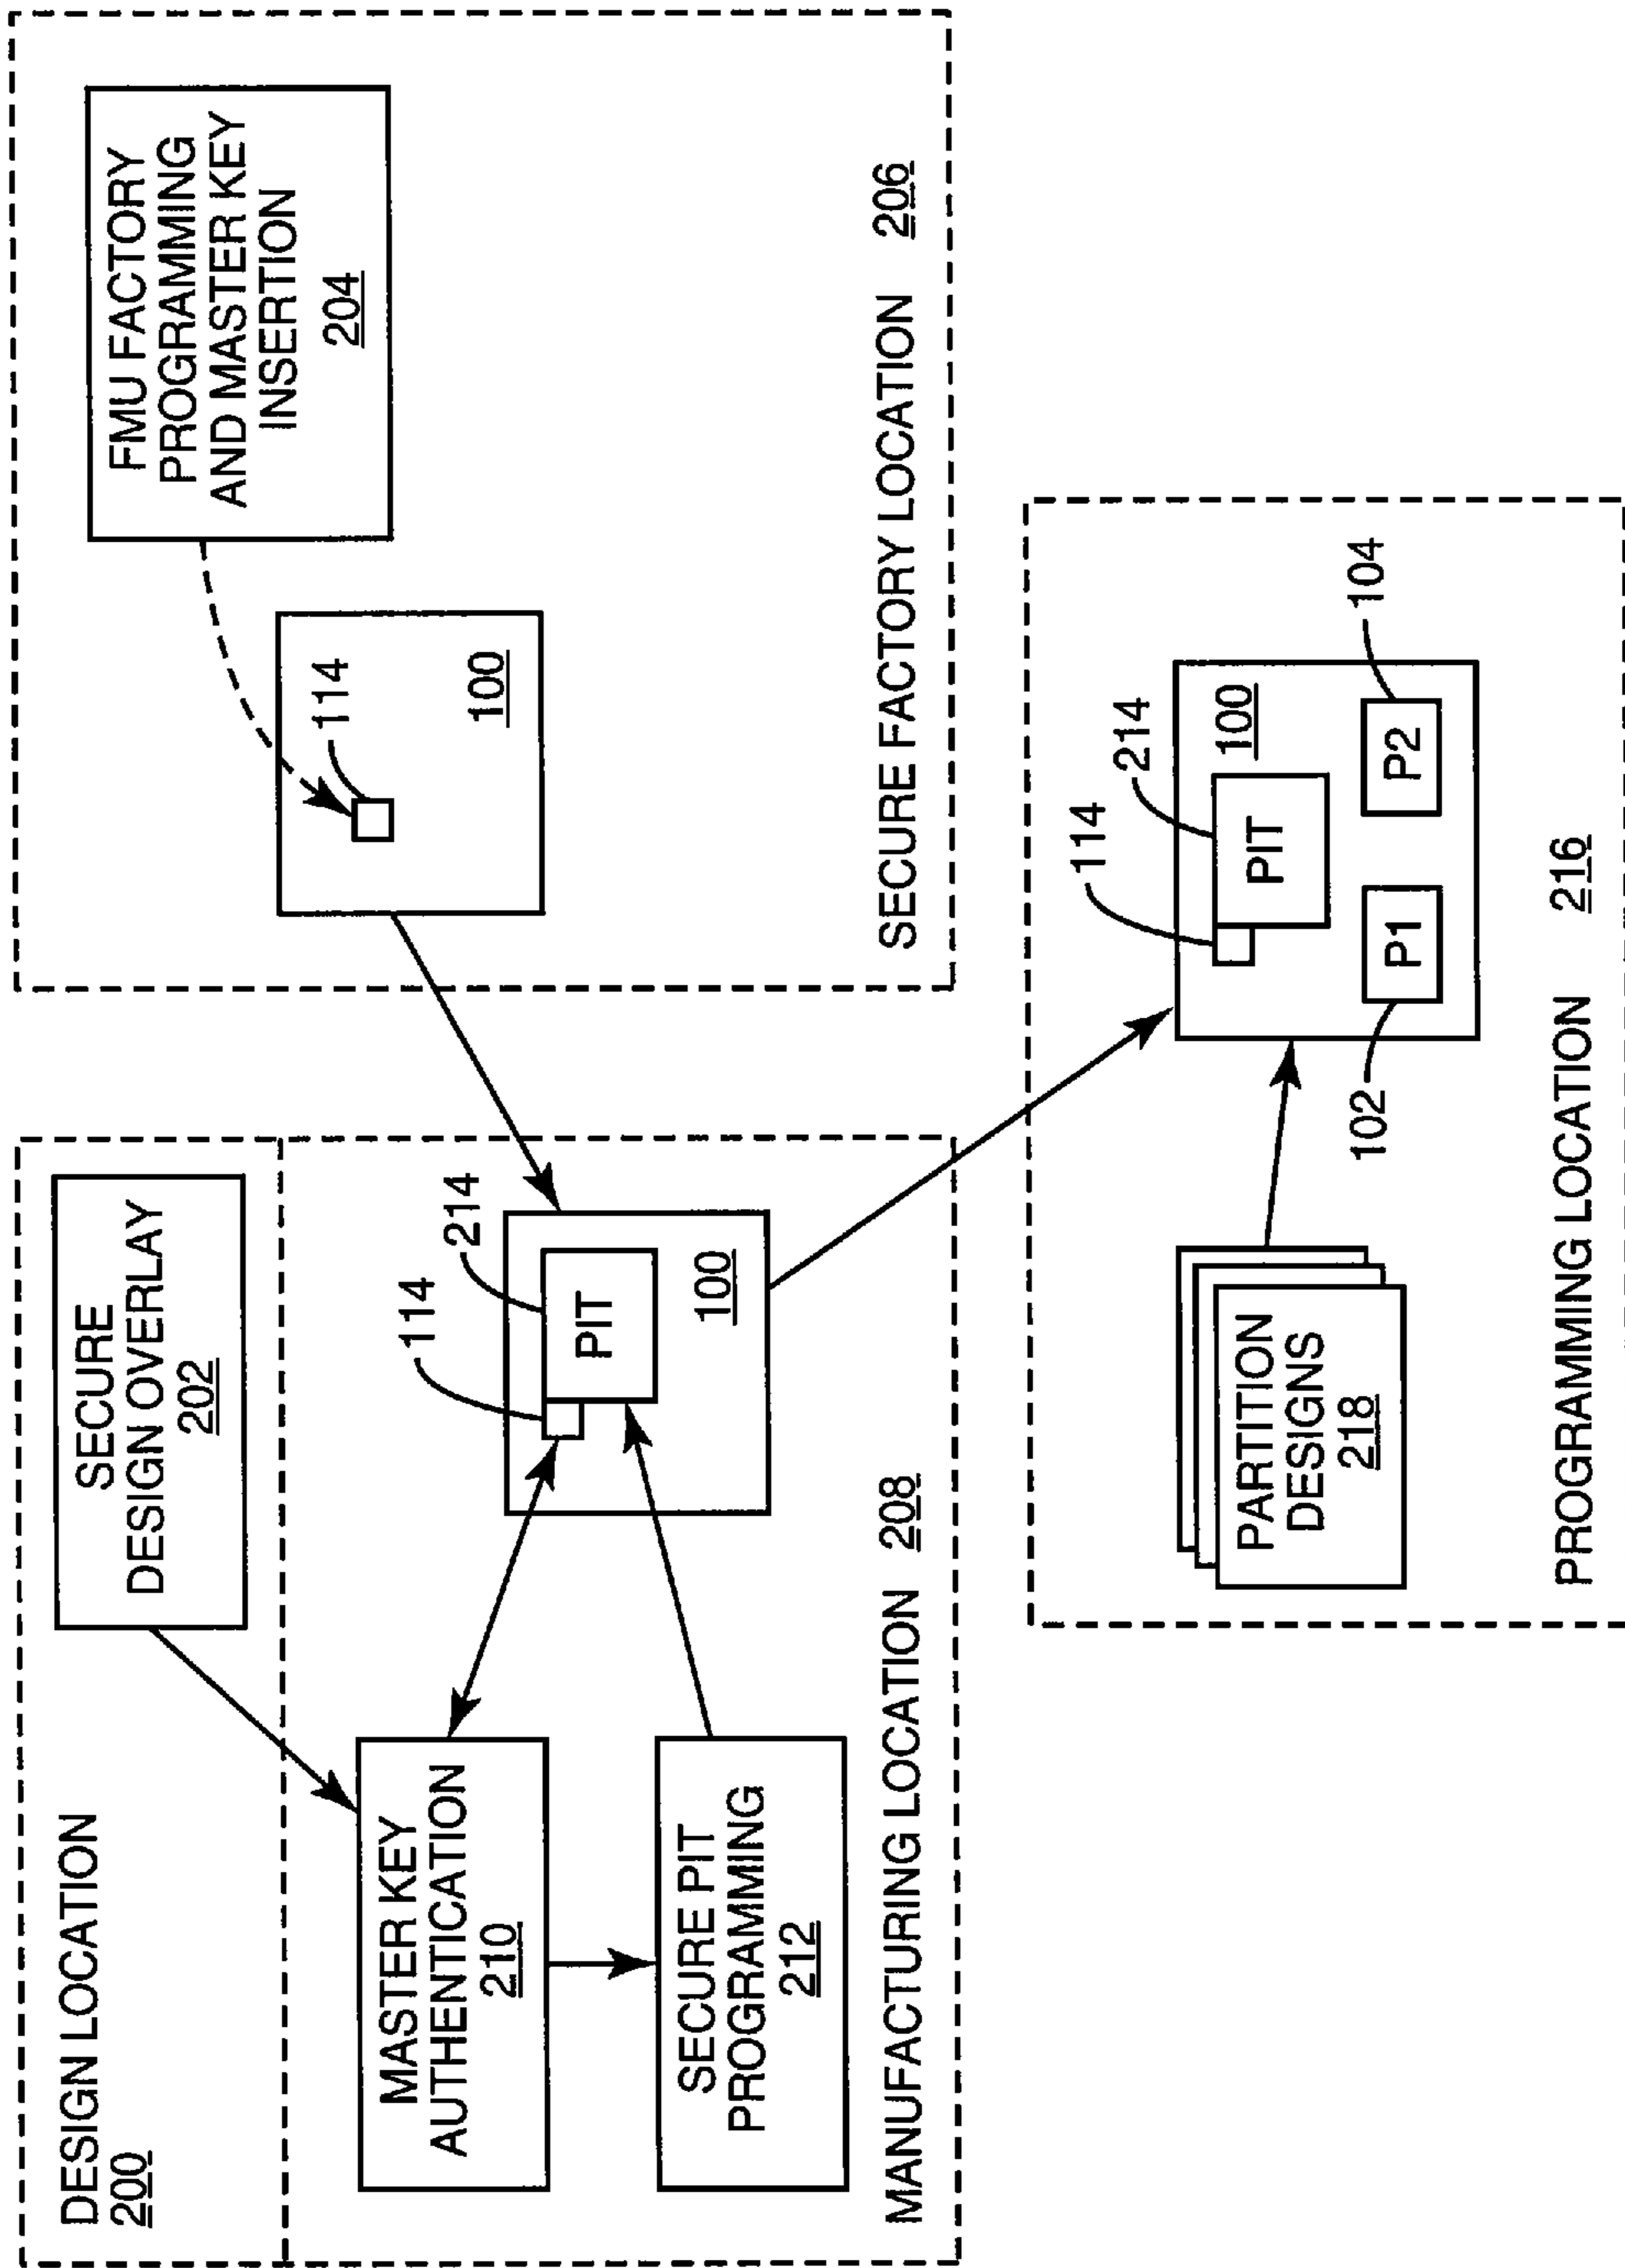 DESIGN LOCATION
200
SECURE
DESIGN OVERLAY
202
MASTER KEY
AUTHENTICATION
210
SECURE PIT
PROGRAMMING
212
114
214
PIT
100
MANUFACTURING LOCATION 208
FMU FACTORY
PROGRAMMING
AND MASTER KEY
INSERTION
204
114
100
SECURE FACTORY LOCATION 206
PARTITION
DESIGNS
218
114
214
PIT
100
P1
P2
102
104
PROGRAMMING LOCATION 216